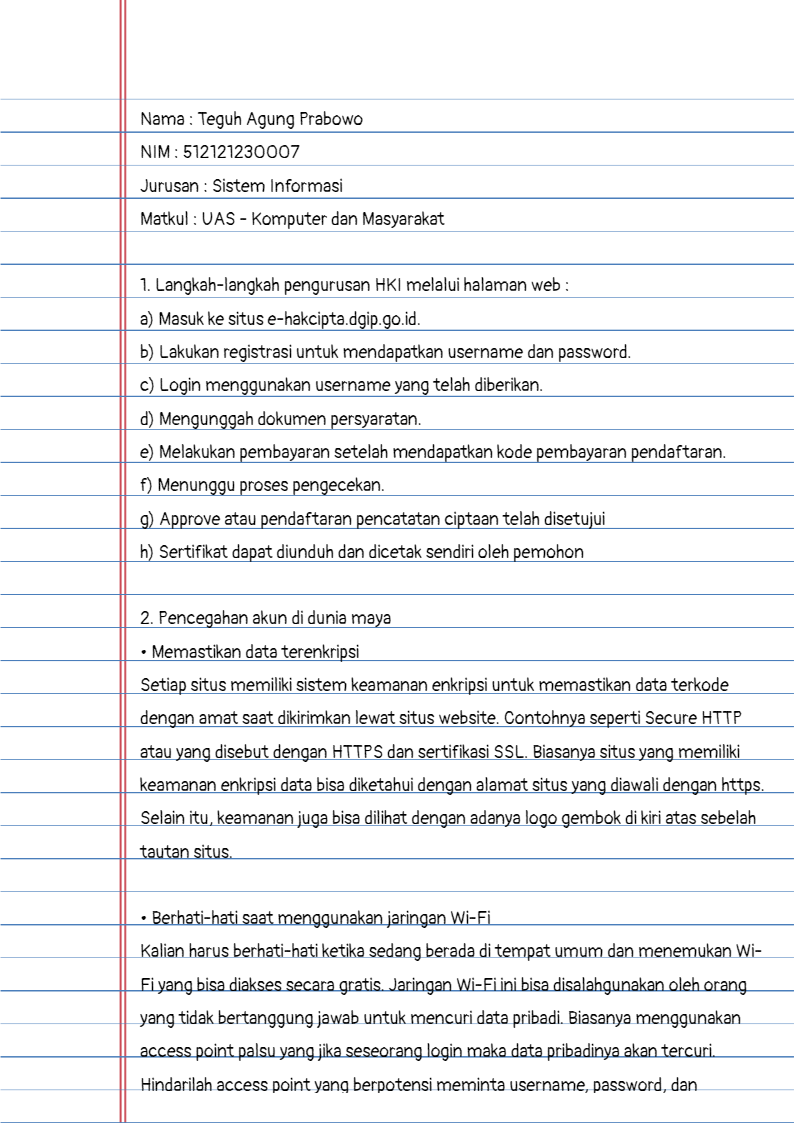 Nama : Teguh Agung Prabowo
NIM : 512121230007
Jurusan : Sistem Informasi
Matkul : UAS - Komputer dan Masyarakat
1. Langkah-langkah pengurusan HKI melalui halaman web :
a) Masuk ke situs e-hakcipta.dgip.go.id.
b) Lakukan registrasi untuk mendapatkan username dan password.
c) Login menggunakan username yang telah diberikan.
d) Mengunggah dokumen persyaratan.
e) Melakukan pembayaran setelah mendapatkan kode pembayaran pendaftaran.
f) Menunggu proses pengecekan.
g) Approve atau pendaftaran pencatatan ciptaan telah disetujui
h) Sertifikat dapat diunduh dan dicetak sendiri oleh pemohon
2. Pencegahan akun di dunia maya
• Memastikan data terenkripsi
Setiap situs memiliki sistem keamanan enkripsi untuk memastikan data terkode
dengan amat saat dikirimkan lewat situs website. Contohnya seperti Secure HTTP
atau yang disebut dengan HTTPS dan sertifikasi SSL. Biasanya situs yang memiliki
keamanan enkripsi data bisa diketahui dengan alamat situs yang diawali dengan https.
Selain itu, keamanan juga bisa dilihat dengan adanya logo gembok di kiri atas sebelah
tautan situs.
• Berhati-hati saat menggunakan jaringan Wi-Fi
Kalian harus berhati-hati ketika sedang berada di tempat umum dan menemukan Wi-
Fi yang bisa diakses secara gratis. Jaringan Wi-Fi ini bisa disalahgunakan oleh orang
yang tidak bertanggung jawab untuk mencuri data pribadi. Biasanya menggunakan
access point palsu yang jika seseorang login maka data pribadinya akan tercuri.
Hindarilah access point yang berpotensi meminta username, password, dan